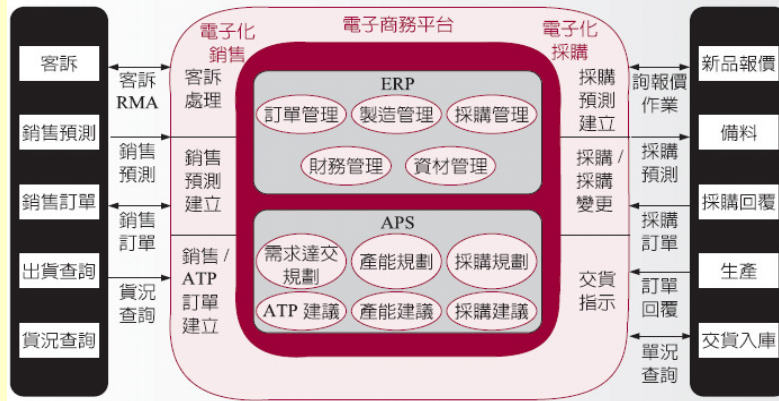 電子商務平台
電子化
銷售
電子化
採購
客訴
銷售預測
銷售訂單
出貨查詢
貨況查詢
客訴
RMA
銷售
預測
銷售
訂單
貨況
查詢
客訴
處理
銷售
預測
建立
銷售 /
ATP
訂單
建立
ERP
訂單管理
製造管理
採購管理
財務管理
資材管理
APS
需求達交
規劃
產能規劃
採購規劃
ATP 建議
產能建議
採購建議
採購
預測
建立
採購 /
採購
變更
交貨
指示
詢報價
作業
採購
預測
採購
訂單
訂單
回覆
單況
查詢
新品報價
備料
採購回覆
生產
交貨入庫